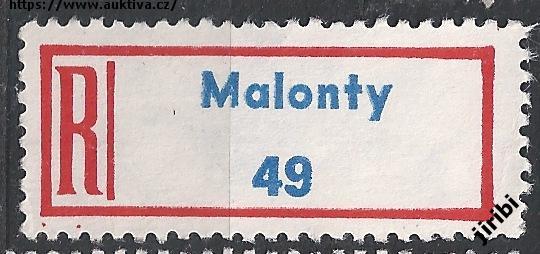 https://www.auktiva.cz/
R
Malonty
49
jiribi